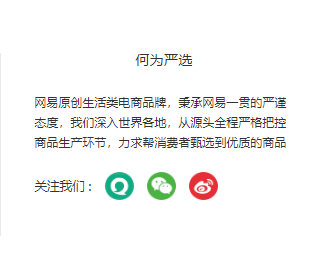 何为严选
网易原创生活类电商品牌，秉承网易一贯的严谨
态度，我们深入世界各地，从源头全程严格把控
商品生产环节，力求帮消费者甄选到优质的商品
关注我们：